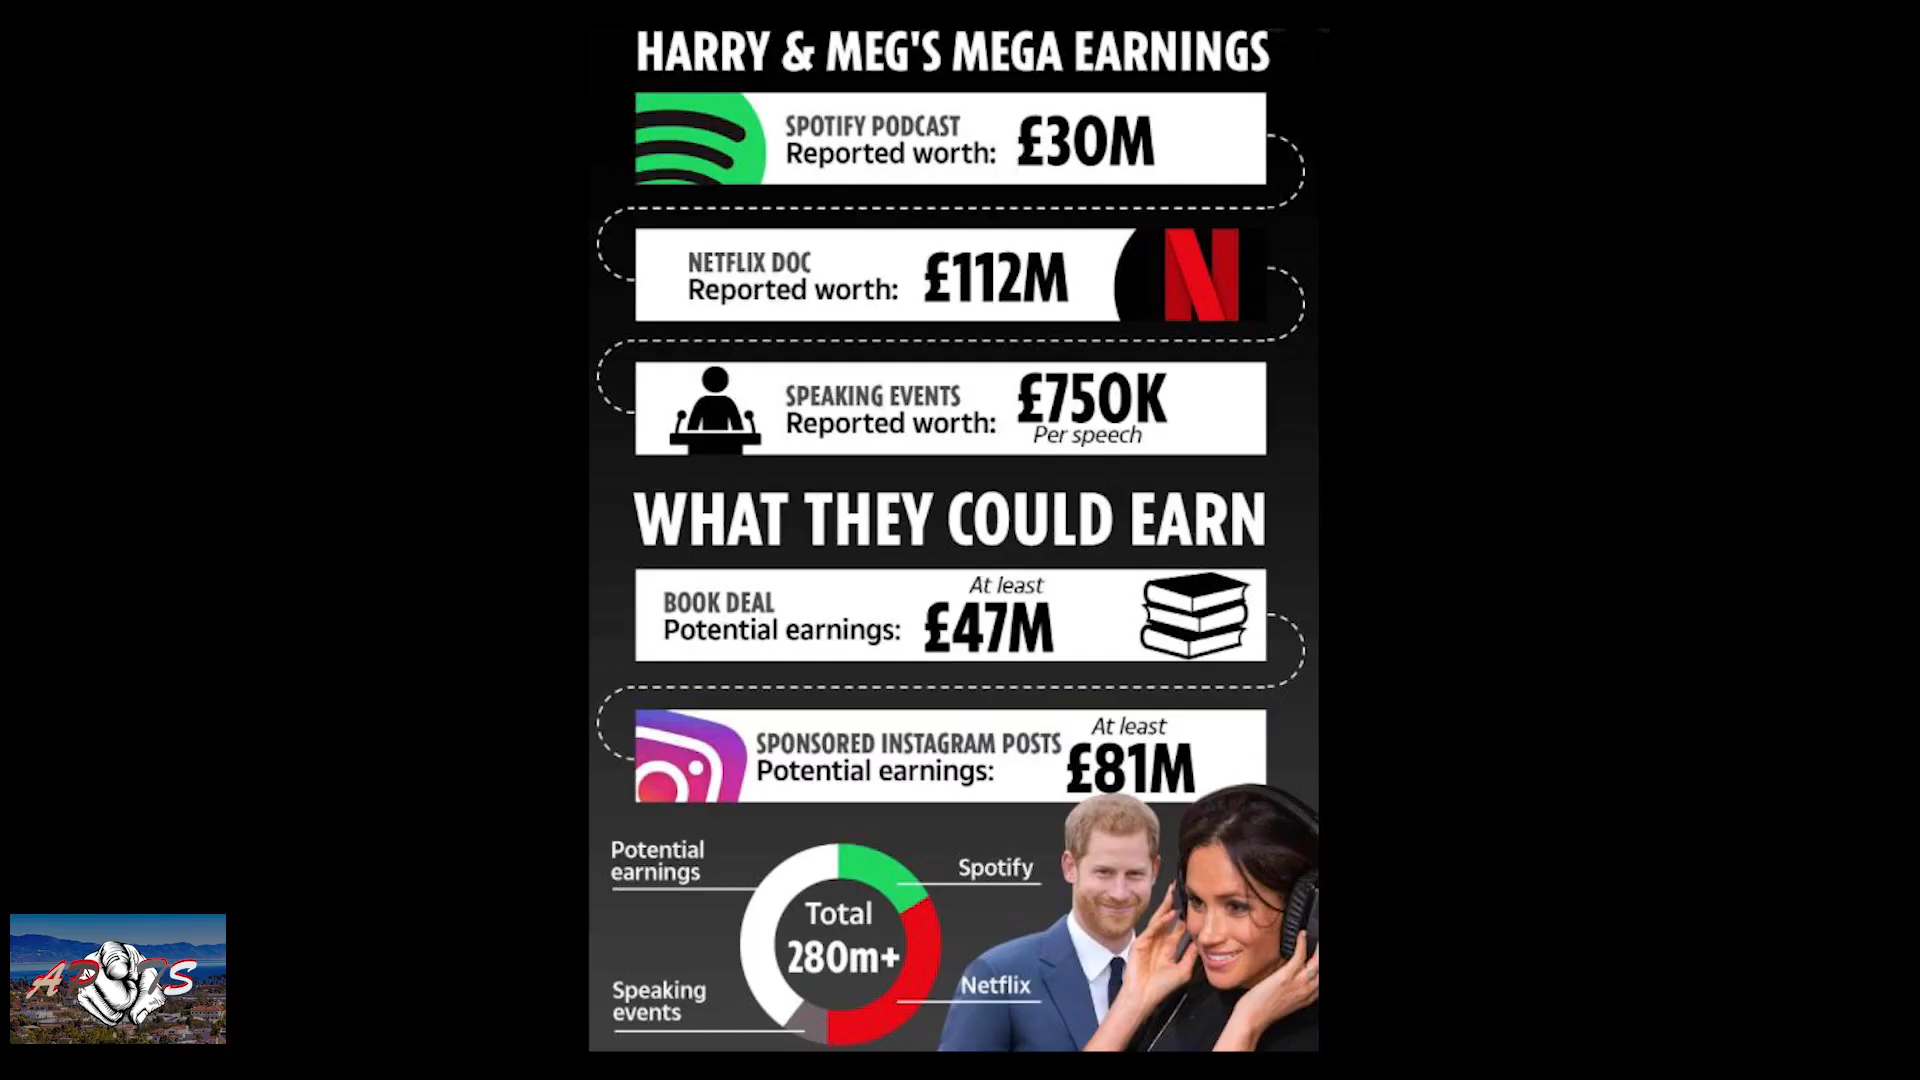 HARRY & MEG'S MEGA EARNINGS
SPOTIFY PODCAST
Reported worth: £30M
NETFLIX DOC
Reported worth: £112M
SPEAKING EVENTS
Reported worth: £750K
Per speech
WHAT THEY COULD EARN
BOOK DEAL
Potential earnings:
At least
£47M
SPONSORED INSTAGRAM POSTS
Potential earnings:
At least
£81M
Potential
earnings
Spotify
Total
280m+
Netflix
Speaking
events